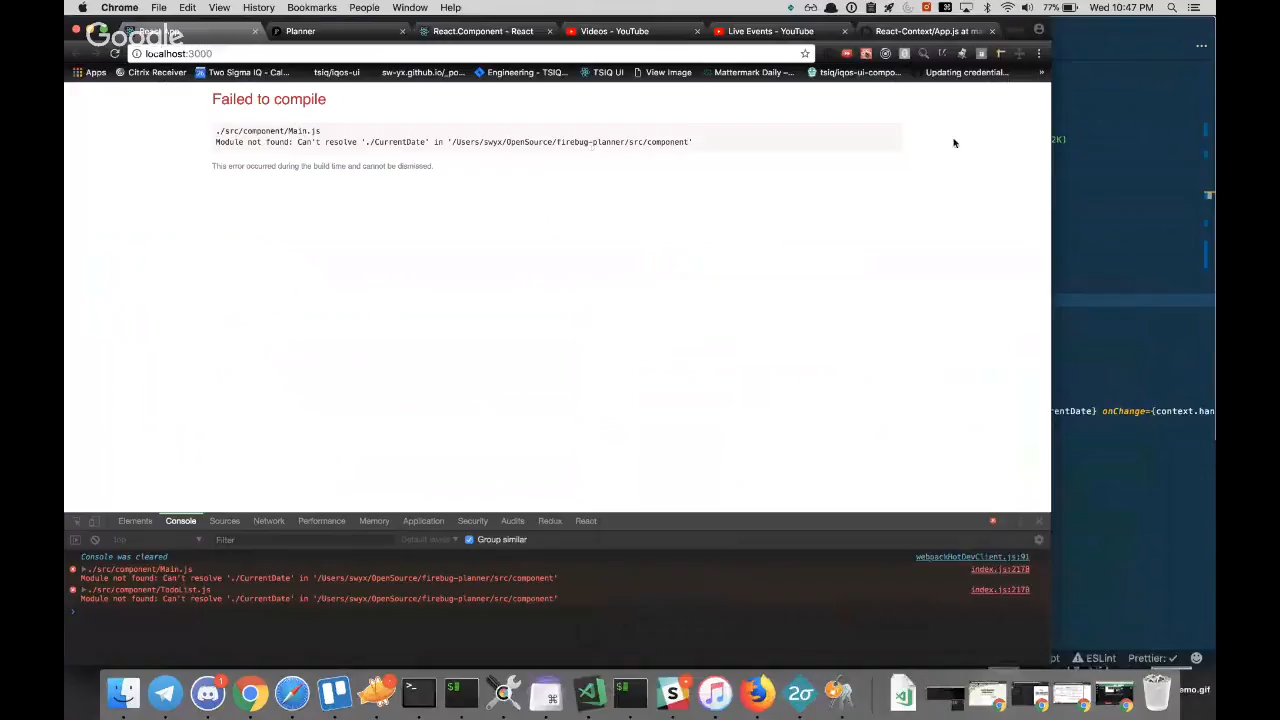 Chrome File Edit View History Bookmarks People Window Help 77% Wed 10:47 PM
Google
React App Planner React.Component - React Videos - YouTube Live Events - YouTube React-Context/App.js at ma
localhost:3000
Apps Citrix Receiver Two Sigma IQ - Cal... tsiq/iqos-ui sw-yx.github.io/_po... Engineering - TSIQ... TSIQ UI View Image Mattermark Daily –... tsiq/iqos-ui-compo... Updating credential... »
Failed to compile
./src/component/Main.js
Module not found: Can't resolve './CurrentDate' in '/Users/swyx/OpenSource/firebug-planner/src/component'
This error occurred during the build time and cannot be dismissed.
2K]
rentDate} onChange={context.han
Elements Console Sources Network Performance Memory Application Security Audits Redux React
top Filter Default levels Group similar
Console was cleared webpackHotDevClient.js:91
./src/component/Main.js index.js:2178
Module not found: Can't resolve './CurrentDate' in '/Users/swyx/OpenSource/firebug-planner/src/component'
./src/component/TodoList.js index.js:2178
Module not found: Can't resolve './CurrentDate' in '/Users/swyx/OpenSource/firebug-planner/src/component'
pt ESLint Prettier: ✓
emo.gif